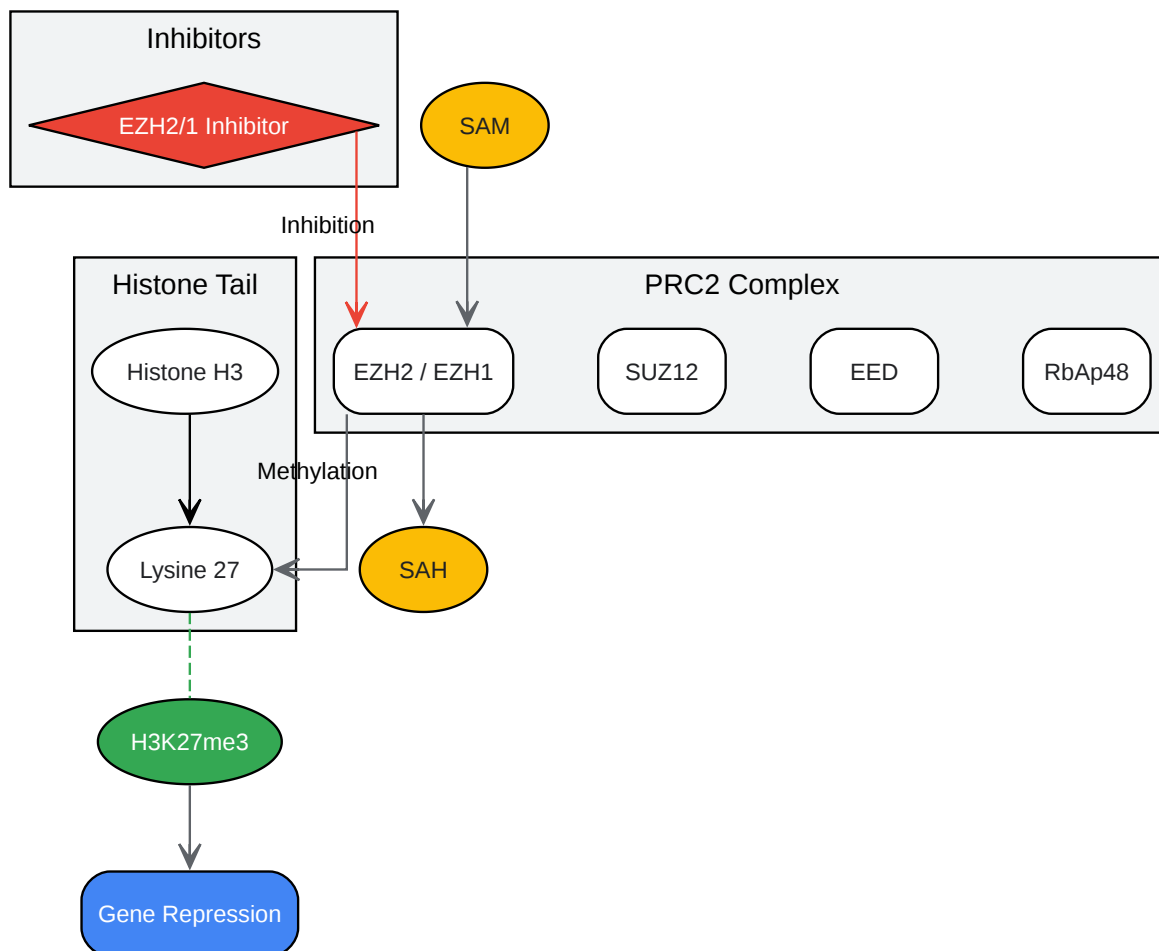 Inhibitors
EZH2/1 Inhibitor
SAM
Inhibition
Histone Tail
PRC2 Complex
Histone H3
EZH2 / EZH1
SUZ12
EED
RbAp48
Methylation
Lysine 27
SAH
H3K27me3
Gene Repression